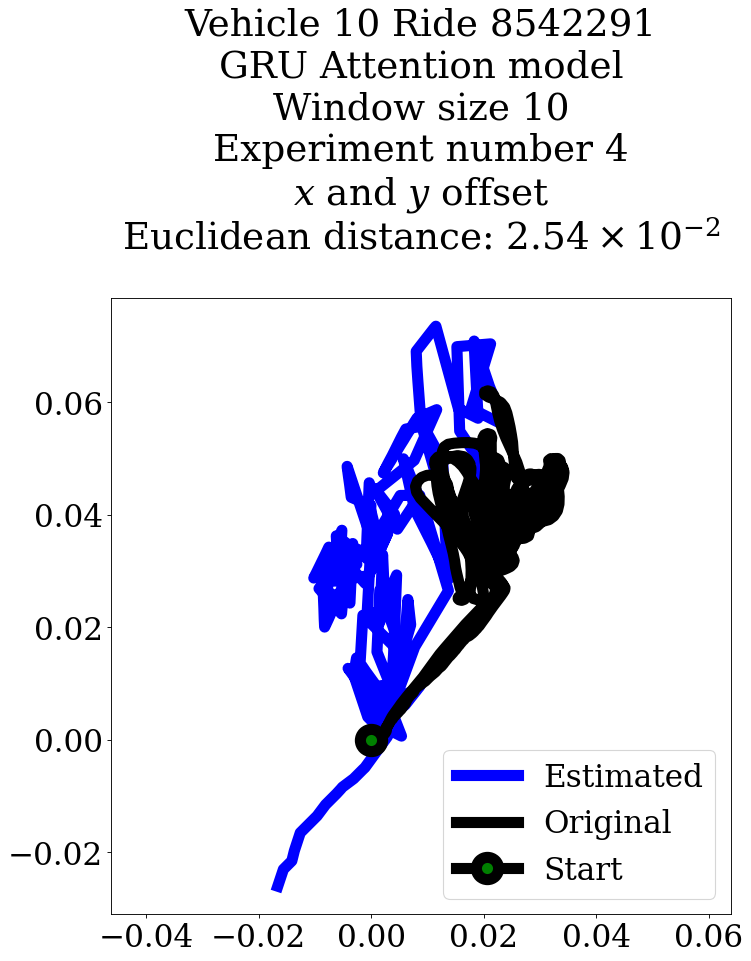 Vehicle 10 Ride 8542291
GRU Attention model
Window size 10
Experiment number 4
x and y offset
Euclidean distance: 2.54 × 10⁻²
0.06
0.04
0.02
0.00
−0.02
Estimated
Original
Start
−0.04 −0.02 0.00 0.02 0.04 0.06